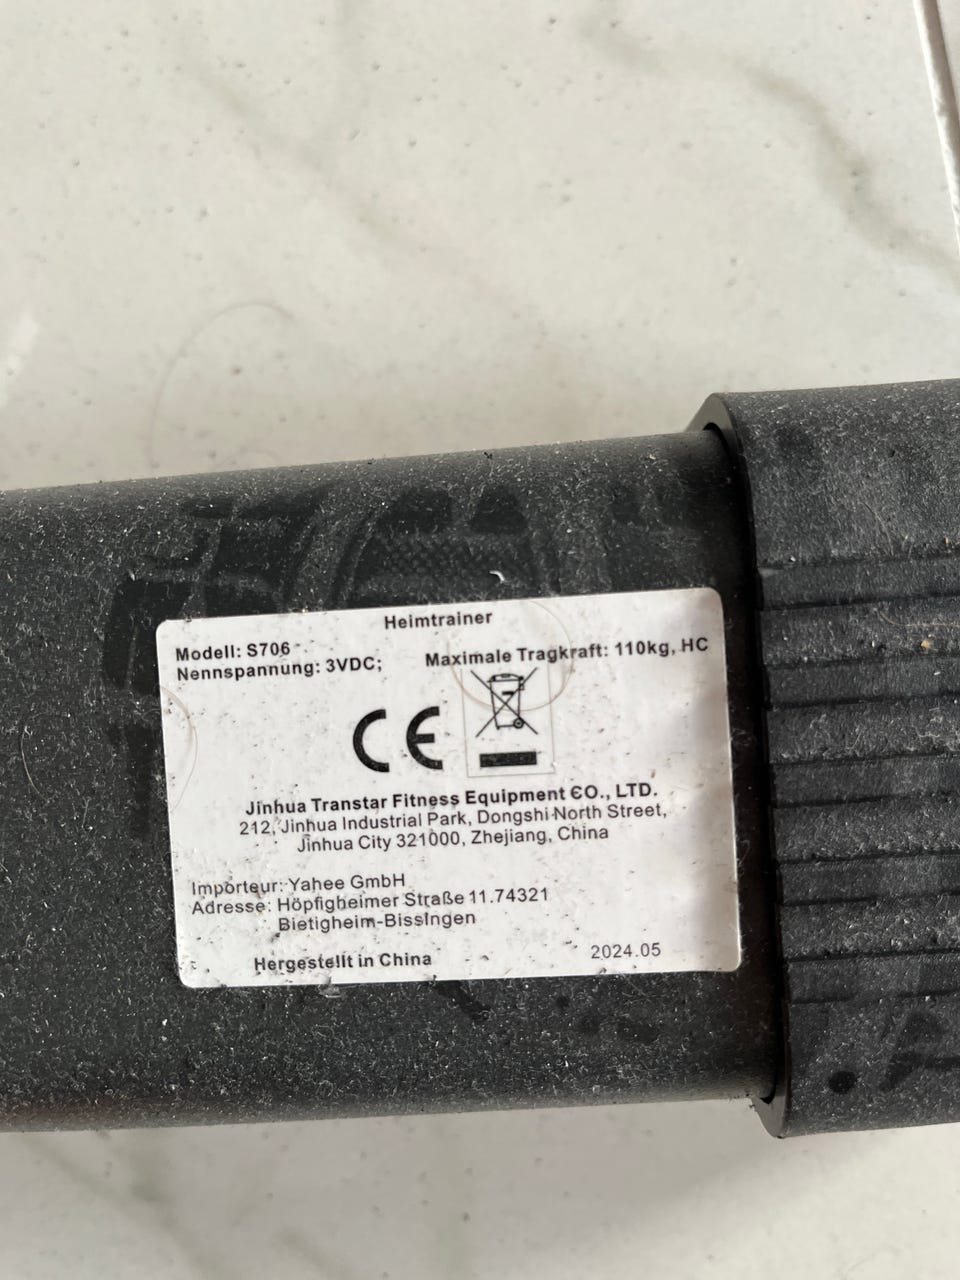 Heimtrainer
Modell: S706
Nennspannung: 3VDC; Maximale Tragkraft: 110kg, HC
CE
Jinhua Transtar Fitness Equipment CO., LTD.
212, Jinhua Industrial Park, Dongshi North Street,
Jinhua City 321000, Zhejiang, China
Importeur: Yahee GmbH
Adresse: Höpfigheimer Straße 11.74321
Bietigheim-Bissingen
Hergestellt in China 2024.05